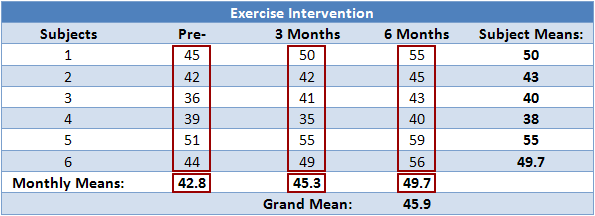 Exercise Intervention
Subjects Pre- 3 Months 6 Months Subject Means:
1 45 50 55 50
2 42 42 45 43
3 36 41 43 40
4 39 35 40 38
5 51 55 59 55
6 44 49 56 49.7
Monthly Means: 42.8 45.3 49.7
Grand Mean: 45.9